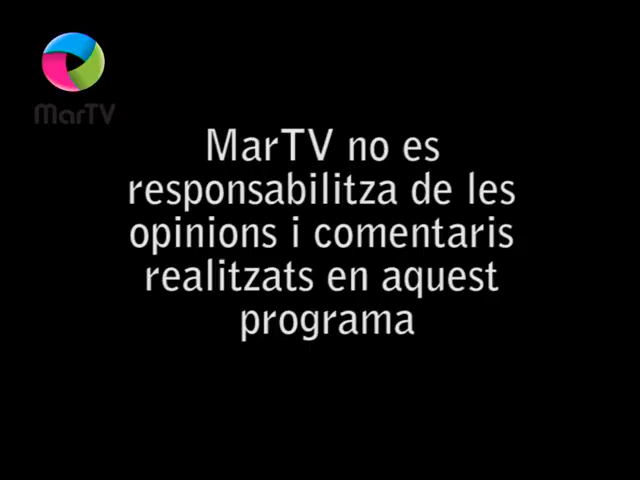 MarTV
MarTV no es
responsabilitza de les
opinions i comentaris
realitzats en aquest
programa